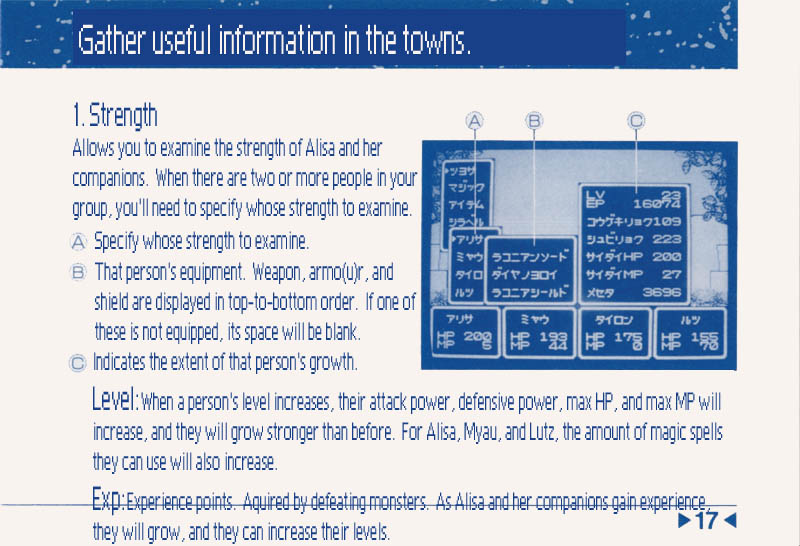 Gather useful information in the towns.
1. Strength
Allows you to examine the strength of Alisa and her
companions. When there are two or more people in your
group, you'll need to specify whose strength to examine.
Ⓐ Specify whose strength to examine.
Ⓑ That person's equipment. Weapon, armo(u)r, and
shield are displayed in top-to-bottom order. If one of
these is not equipped, its space will be blank.
Ⓒ Indicates the extent of that person's growth.
Ⓐ Ⓑ Ⓒ
ツヨサ
マジック
アイテム
シラベル
アリサ
ミャウ
タイロ
ルツ
ラコニアンソード
ダイヤノヨロイ
ラコニアシールド
LV 23
EP 16074
コウゲキリョク109
シュビリョク 223
サイダイHP 200
サイダイMP 27
メセタ 3696
アリサ ミャウ タイロン ルツ
HP 200 HP 193 HP 175 HP 155
MP 5 MP 44 MP 0 MP 70
Level: When a person's level increases, their attack power, defensive power, max HP, and max MP will
increase, and they will grow stronger than before. For Alisa, Myau, and Lutz, the amount of magic spells
they can use will also increase.
Exp: Experience points. Aquired by defeating monsters. As Alisa and her companions gain experience,
they will grow, and they can increase their levels.
▶17◀